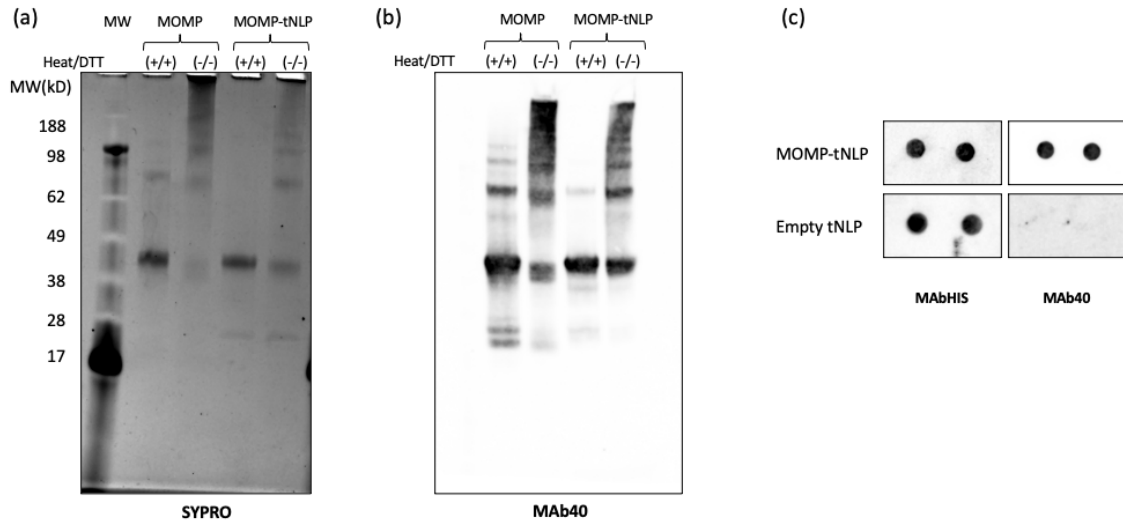 (a)
MW MOMP MOMP-tNLP
Heat/DTT (+/+) (-/-) (+/+) (-/-)
MW(kD)
188
98
62
49
38
28
17
SYPRO
(b)
MOMP MOMP-tNLP
Heat/DTT (+/+) (-/-) (+/+) (-/-)
MAb40
(c)
MOMP-tNLP
Empty tNLP
MAbHIS MAb40